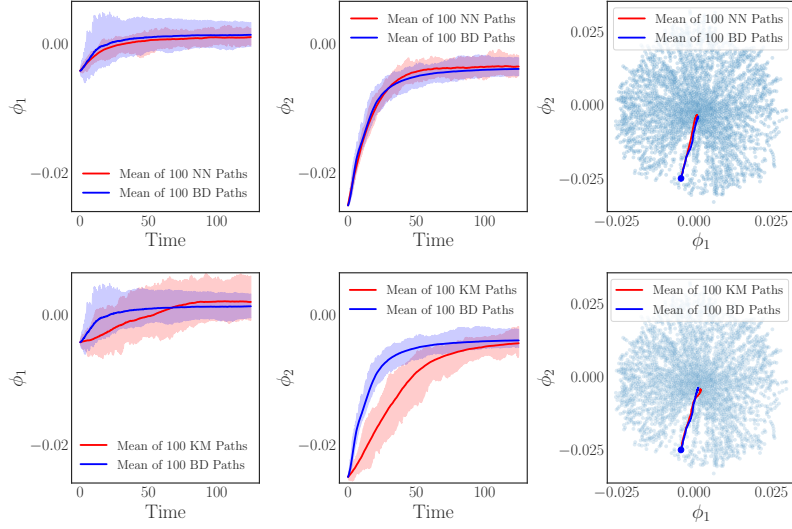 0.00
−0.02
ϕ1
0
50
100
Time
Mean of 100 NN Paths
Mean of 100 BD Paths
0.00
−0.02
ϕ2
0
50
100
Time
Mean of 100 NN Paths
Mean of 100 BD Paths
0.025
0.000
−0.025
ϕ2
−0.025
0.000
0.025
ϕ1
Mean of 100 NN Paths
Mean of 100 BD Paths
0.00
−0.02
ϕ1
0
50
100
Time
Mean of 100 KM Paths
Mean of 100 BD Paths
0.00
−0.02
ϕ2
0
50
100
Time
Mean of 100 KM Paths
Mean of 100 BD Paths
0.025
0.000
−0.025
ϕ2
−0.025
0.000
0.025
ϕ1
Mean of 100 KM Paths
Mean of 100 BD Paths